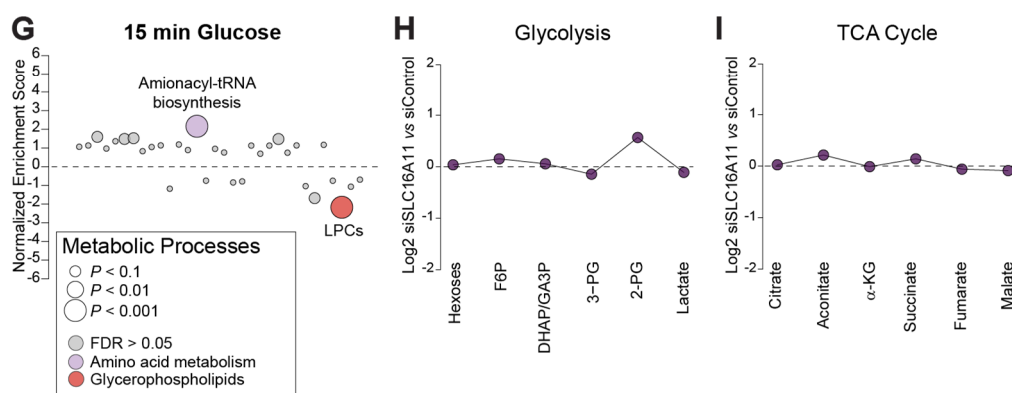 G
15 min Glucose
Normalized Enrichment Score
6
5
4
3
2
1
0
-1
-2
-3
-4
-5
-6
Amionacyl-tRNA
biosynthesis
LPCs
Metabolic Processes
P < 0.1
P < 0.01
P < 0.001
FDR > 0.05
Amino acid metabolism
Glycerophospholipids
H
Glycolysis
Log2 siSLC16A11 vs siControl
2
1
0
-1
-2
Hexoses
F6P
DHAP/GA3P
3-PG
2-PG
Lactate
I
TCA Cycle
Log2 siSLC16A11 vs siControl
2
1
0
-1
-2
Citrate
Aconitate
α-KG
Succinate
Fumarate
Malate